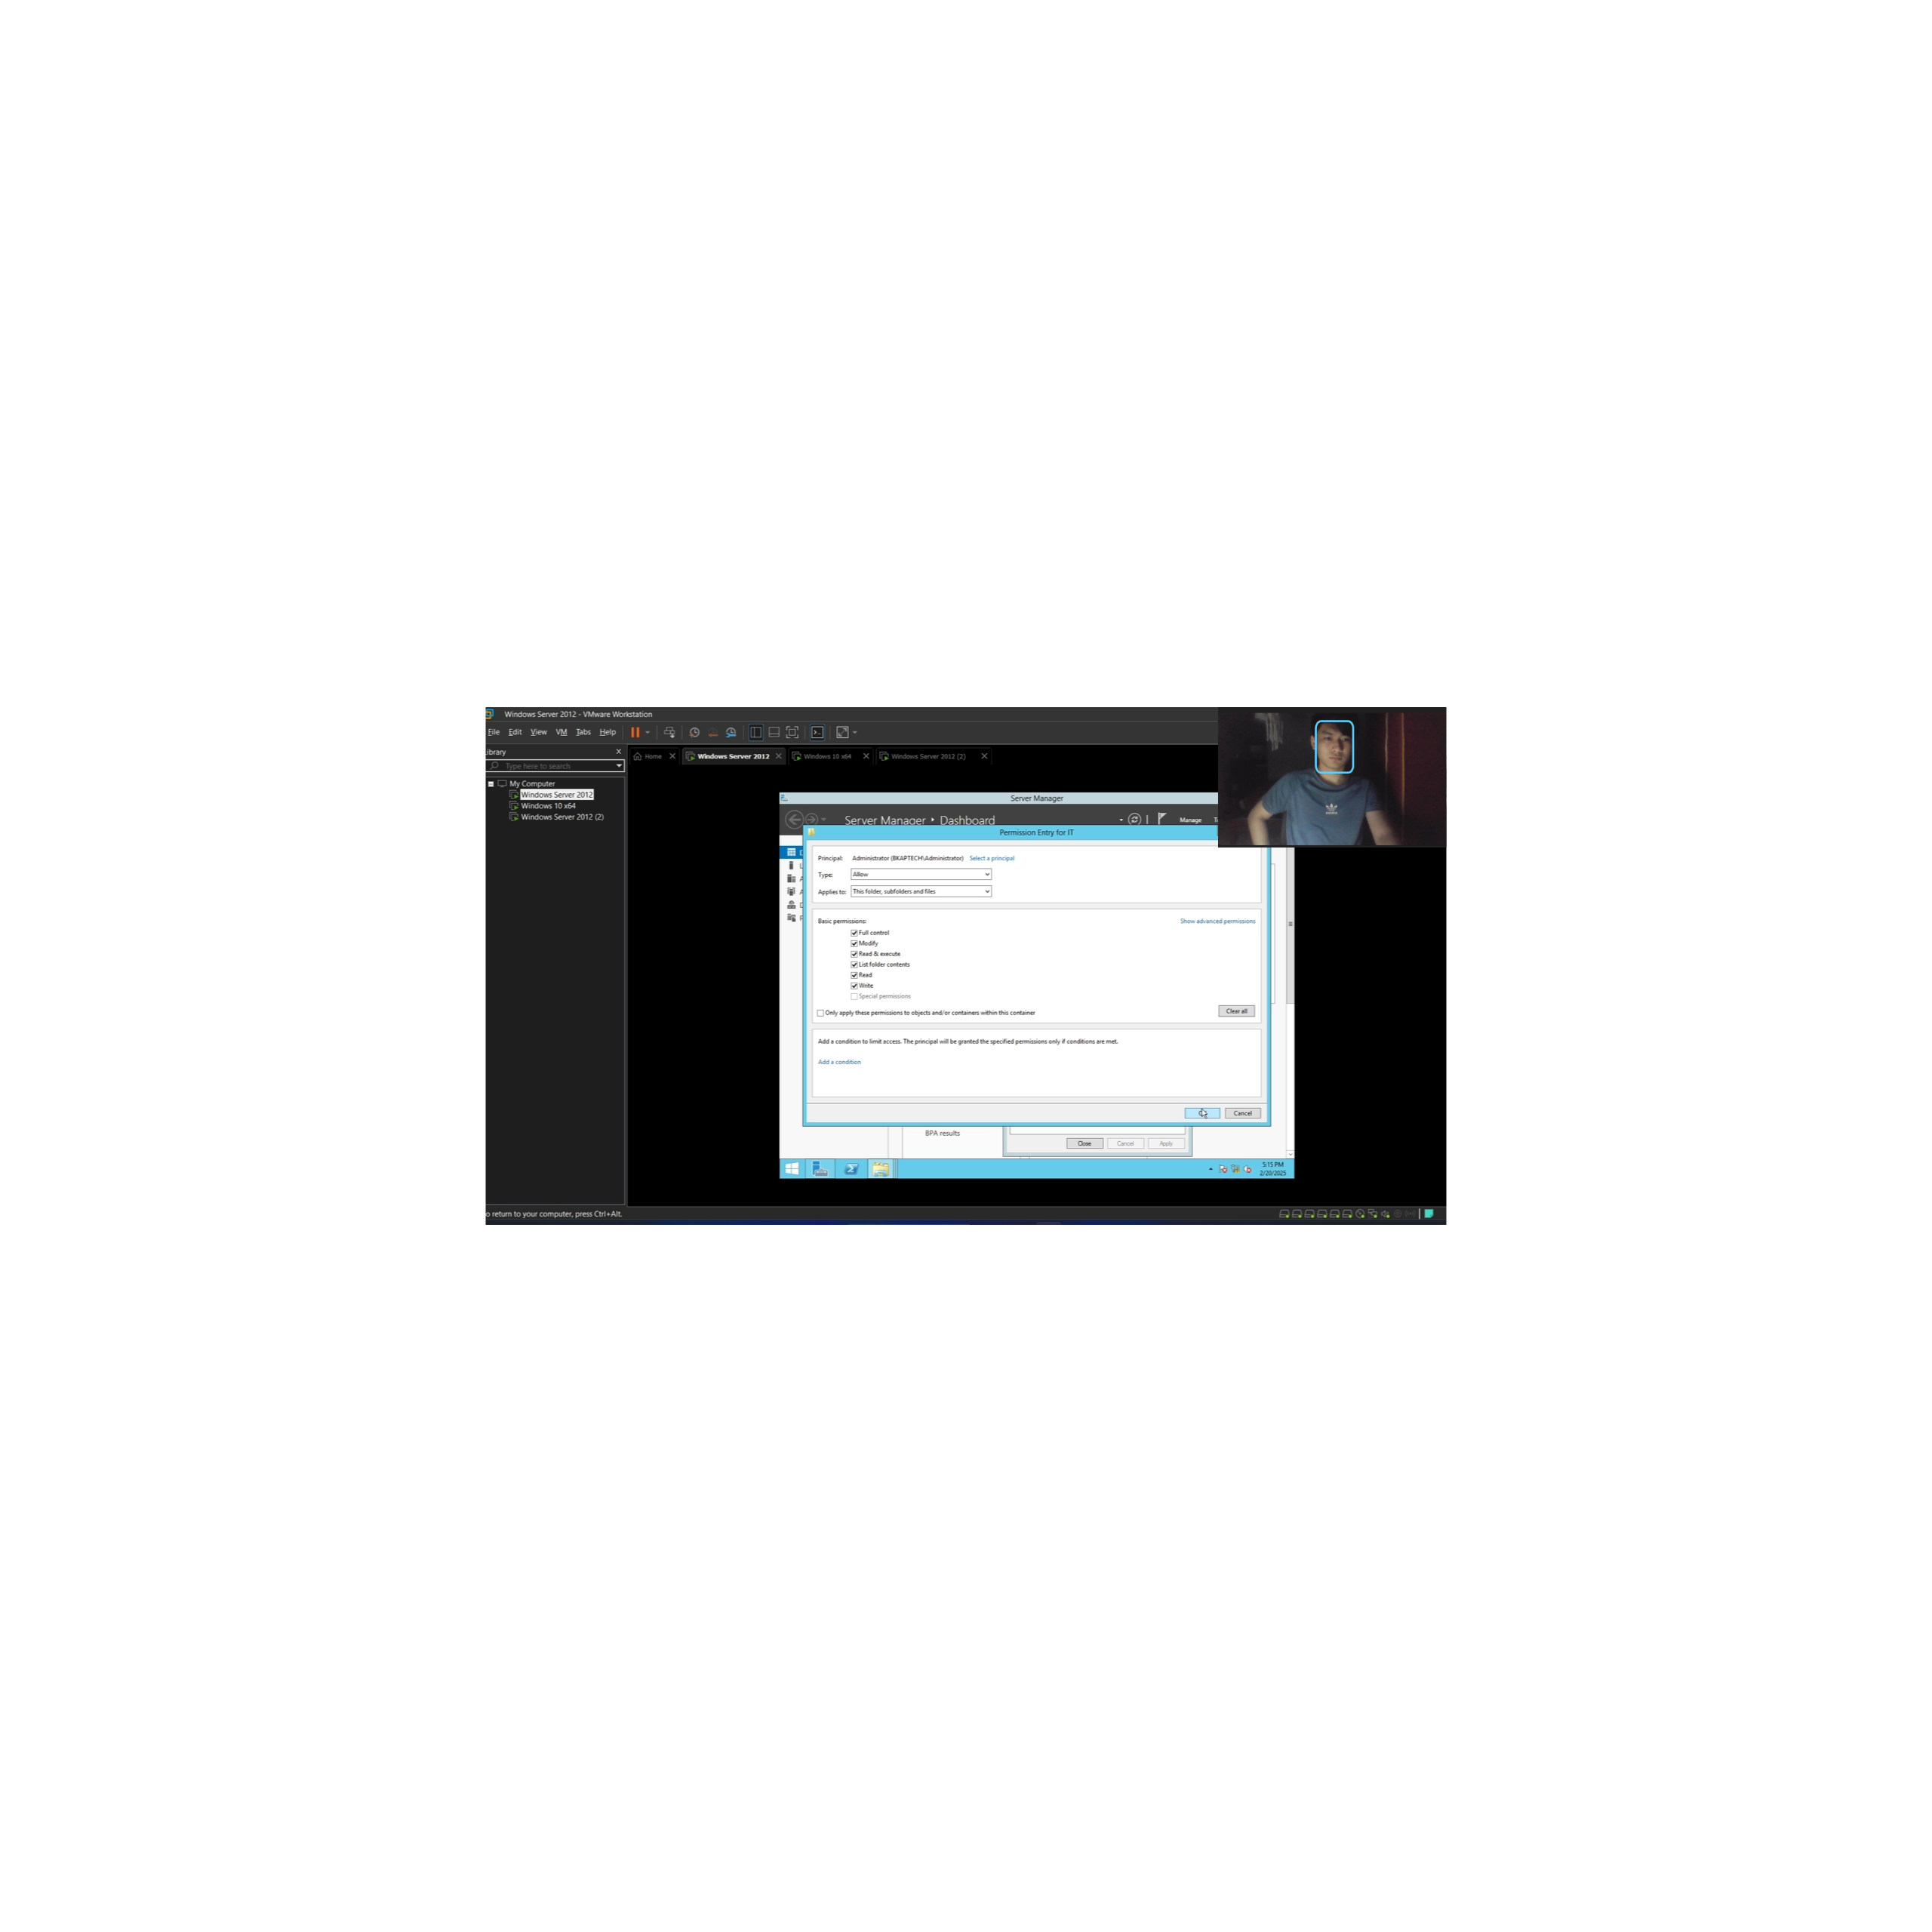 Windows Server 2012 - VMware Workstation
File Edit View VM Tabs Help
ibrary
Type here to search
Home
Windows Server 2012
Windows 10 x64
Windows Server 2012 (2)
My Computer
Windows Server 2012
Windows 10 x64
Windows Server 2012 (2)
Server Manager
Server Manager • Dashboard
Manage
Permission Entry for IT
Principal: Administrator (BKAPTECH\Administrator) Select a principal
Type: Allow
Applies to: This folder, subfolders and files
Basic permissions:
Show advanced permissions
Full control
Modify
Read & execute
List folder contents
Read
Write
Special permissions
Only apply these permissions to objects and/or containers within this container
Clear all
Add a condition to limit access. The principal will be granted the specified permissions only if conditions are met.
Add a condition
Cancel
BPA results
Close Cancel Apply
5:15 PM
2/20/2025
o return to your computer, press Ctrl+Alt.